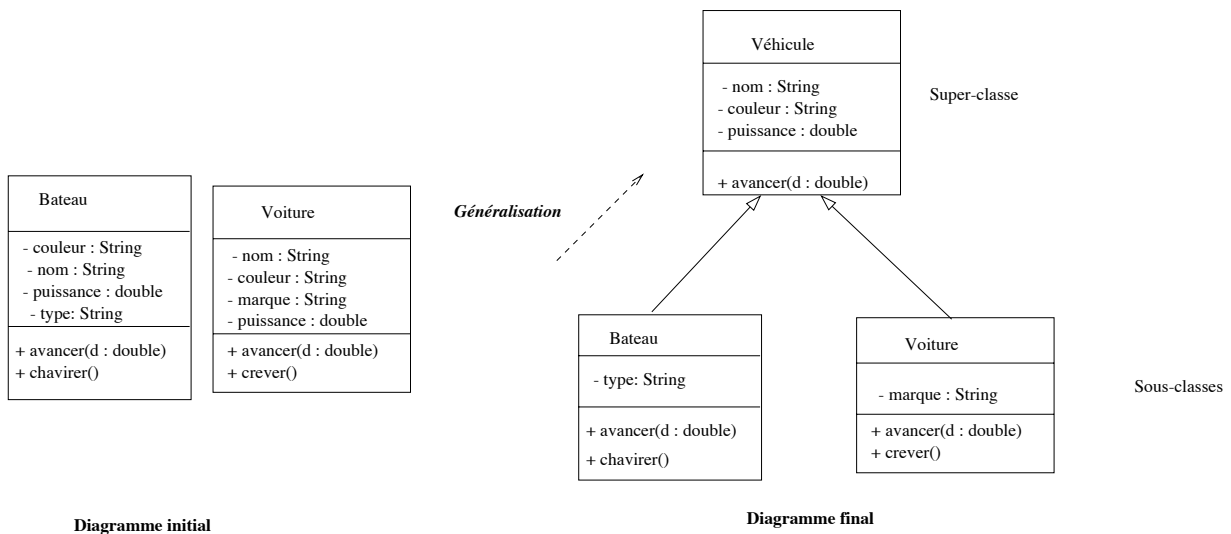 Bateau
- couleur : String
- nom : String
- puissance : double
- type: String
+ avancer(d : double)
+ chavirer()
Voiture
- nom : String
- couleur : String
- marque : String
- puissance : double
+ avancer(d : double)
+ crever()
Diagramme initial
Généralisation
Véhicule
- nom : String
- couleur : String
- puissance : double
+ avancer(d : double)
Super-classe
Bateau
- type: String
+ avancer(d : double)
+ chavirer()
Voiture
- marque : String
+ avancer(d : double)
+ crever()
Sous-classes
Diagramme final